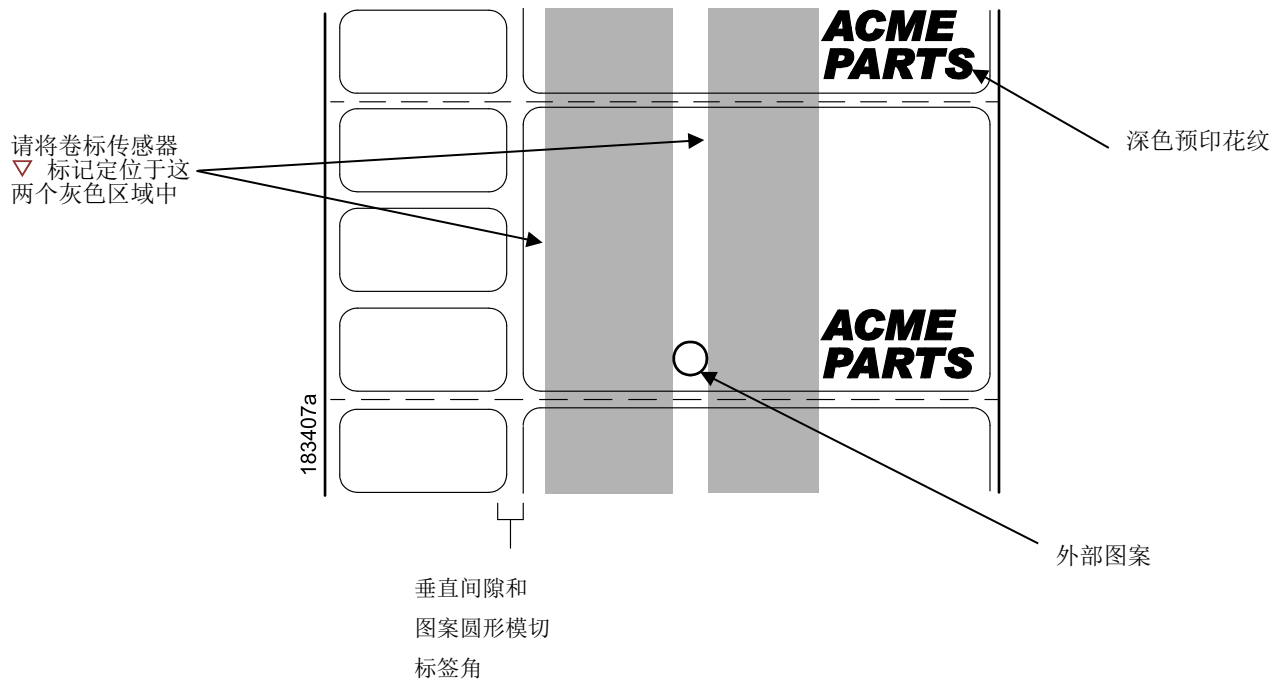 ACME
PARTS
深色预印花纹
请将卷标传感器
▽ 标记定位于这
两个灰色区域中
ACME
PARTS
183407a
外部图案
垂直间隙和
图案圆形模切
标签角